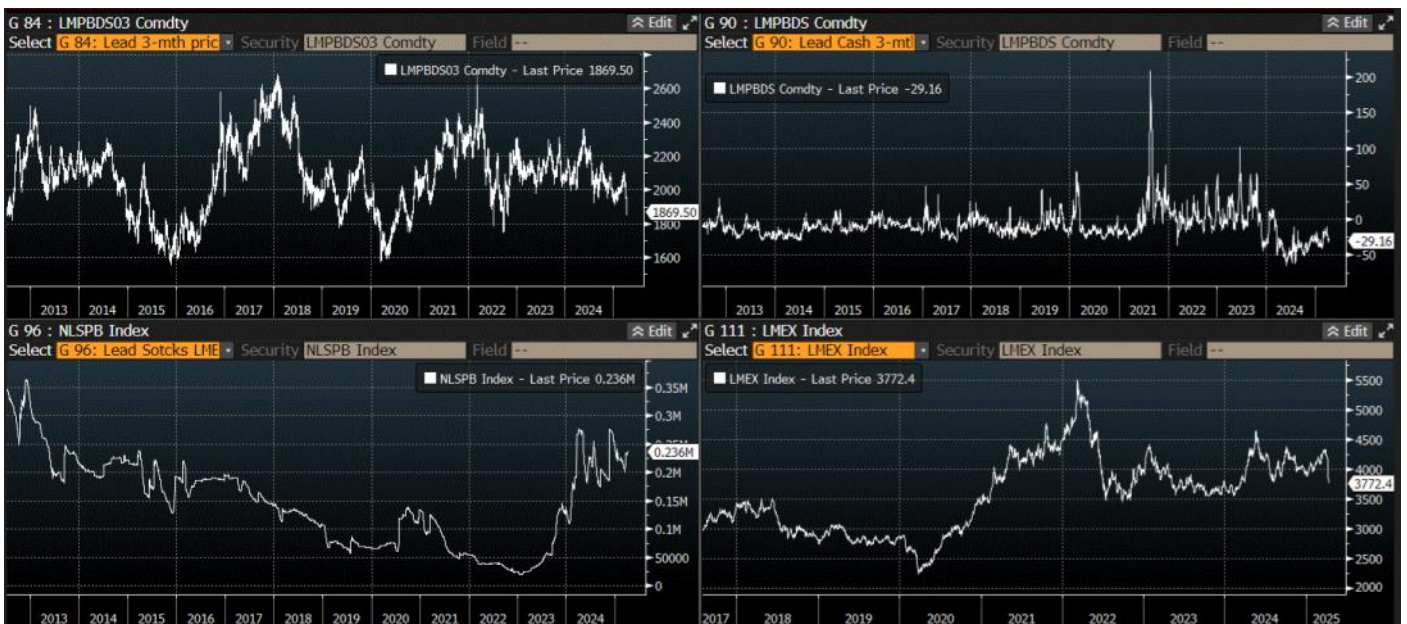 G 84 : LMPBDS03 Comdty
Edit
Select G 84: Lead 3-mth pric Security LMPBDS03 Comdty Field --
LMPBDS03 Comdty - Last Price 1869.50
2600
2400
2200
2000
1869.50
1800
1600
2013 2014 2015 2016 2017 2018 2019 2020 2021 2022 2023 2024
G 90 : LMPBDS Comdty
Edit
Select G 90: Lead Cash 3-mt Security LMPBDS Comdty Field --
LMPBDS Comdty - Last Price -29.16
200
150
100
50
0
-29.16
-50
2013 2014 2015 2016 2017 2018 2019 2020 2021 2022 2023 2024
G 96 : NLSPB Index
Edit
Select G 96: Lead Sotcks LME Security NLSPB Index Field --
NLSPB Index - Last Price 0.236M
0.35M
0.3M
0.25M
0.236M
0.2M
0.15M
0.1M
50000
0
2013 2014 2015 2016 2017 2018 2019 2020 2021 2022 2023 2024
G 111 : LMEX Index
Edit
Select G 111: LMEX Index Security LMEX Index Field --
LMEX Index - Last Price 3772.4
5500
5000
4500
4000
3772.4
3500
3000
2500
2000
2017 2018 2019 2020 2021 2022 2023 2024 2025